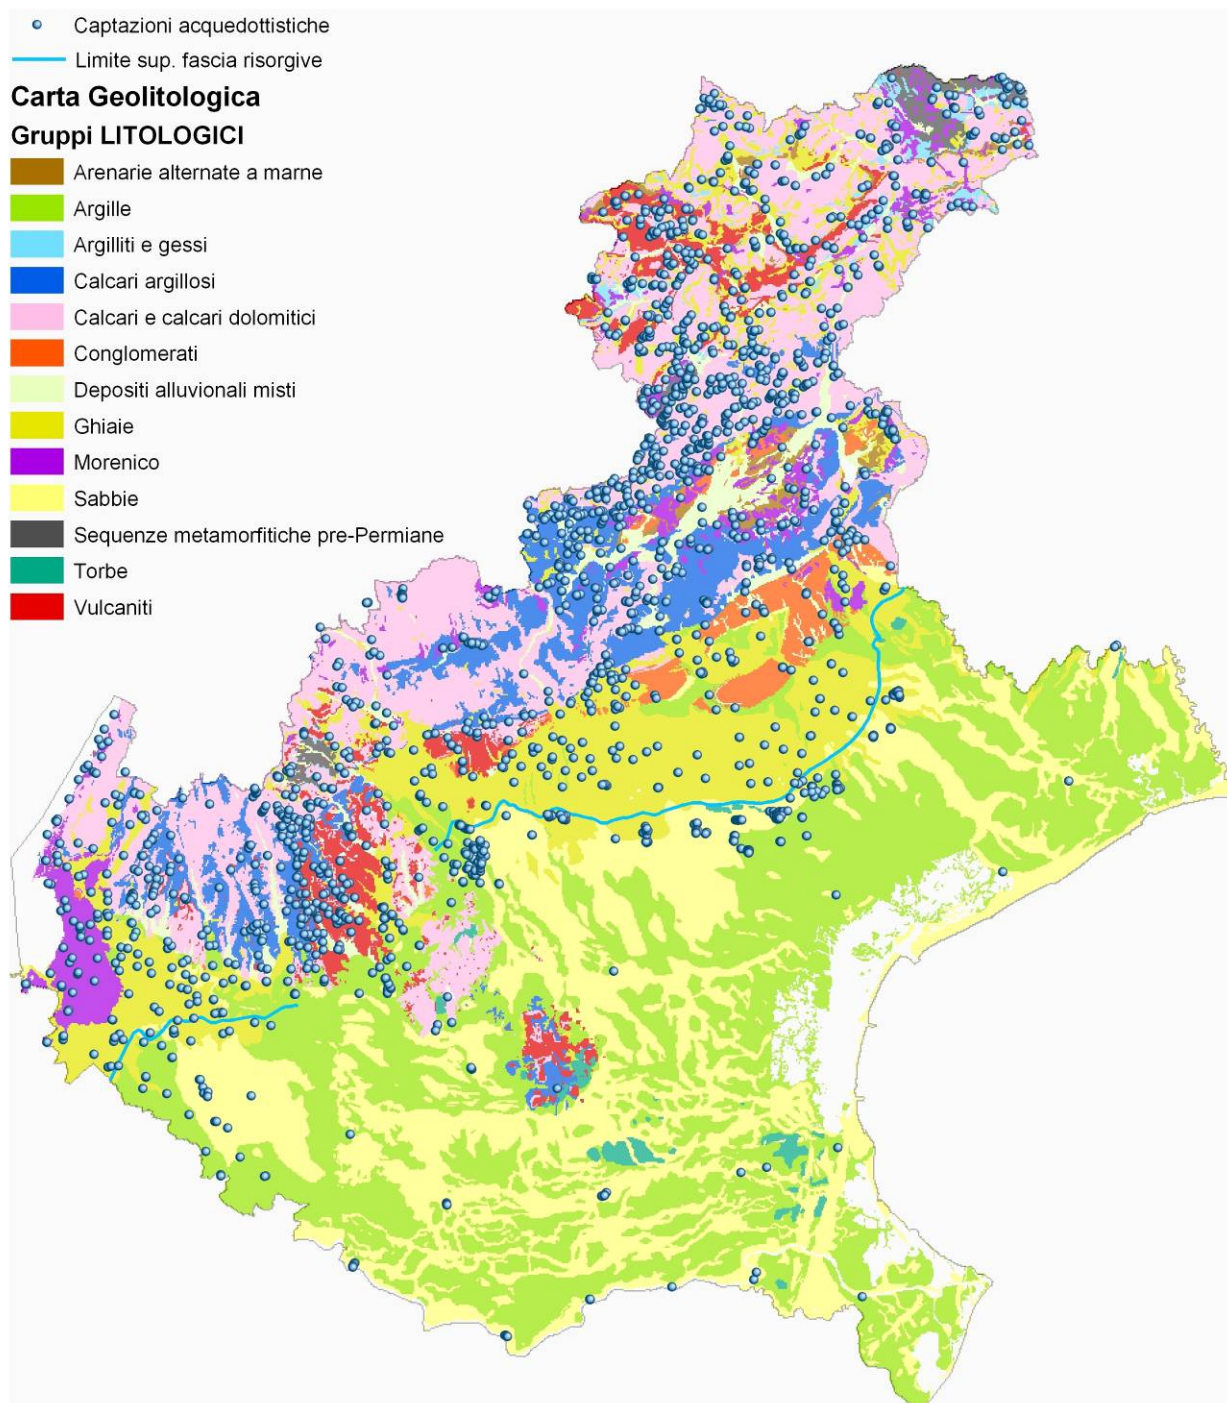 Captazioni acquedottistiche
Limite sup. fascia risorgive
Carta Geolitologica
Gruppi LITOLOGICI
Arenarie alternate a marne
Argille
Argilliti e gessi
Calcari argillosi
Calcari e calcari dolomitici
Conglomerati
Depositi alluvionali misti
Ghiaie
Morenico
Sabbie
Sequenze metamorfitiche pre-Permiane
Torbe
Vulcaniti